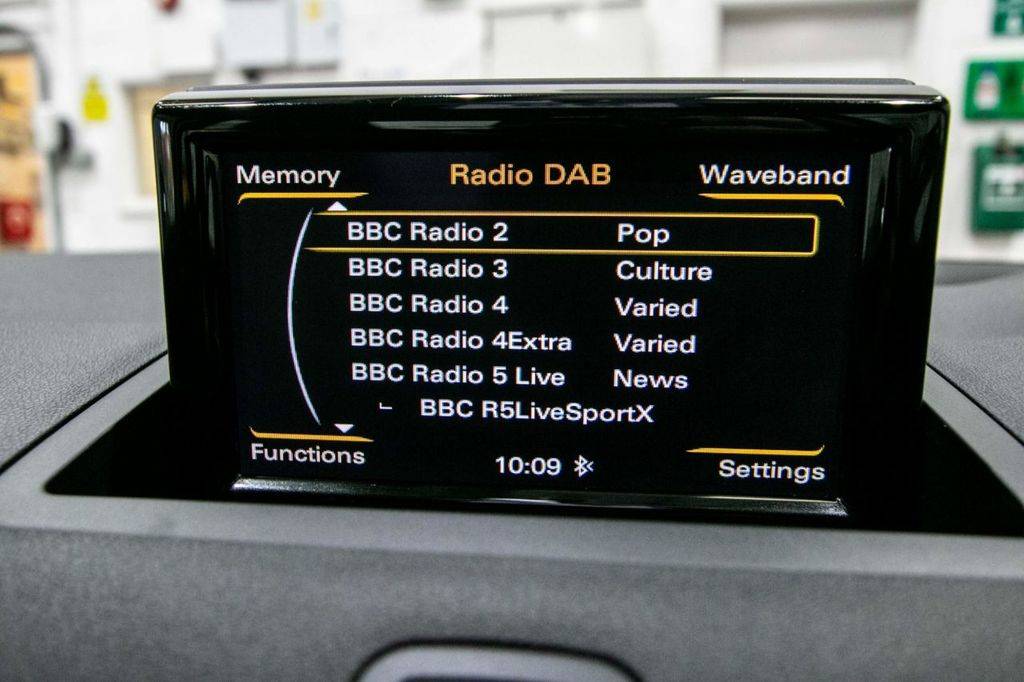 Memory Radio DAB Waveband
BBC Radio 2 Pop
BBC Radio 3 Culture
BBC Radio 4 Varied
BBC Radio 4Extra Varied
BBC Radio 5 Live News
BBC R5LiveSportX
Functions 10:09 Settings